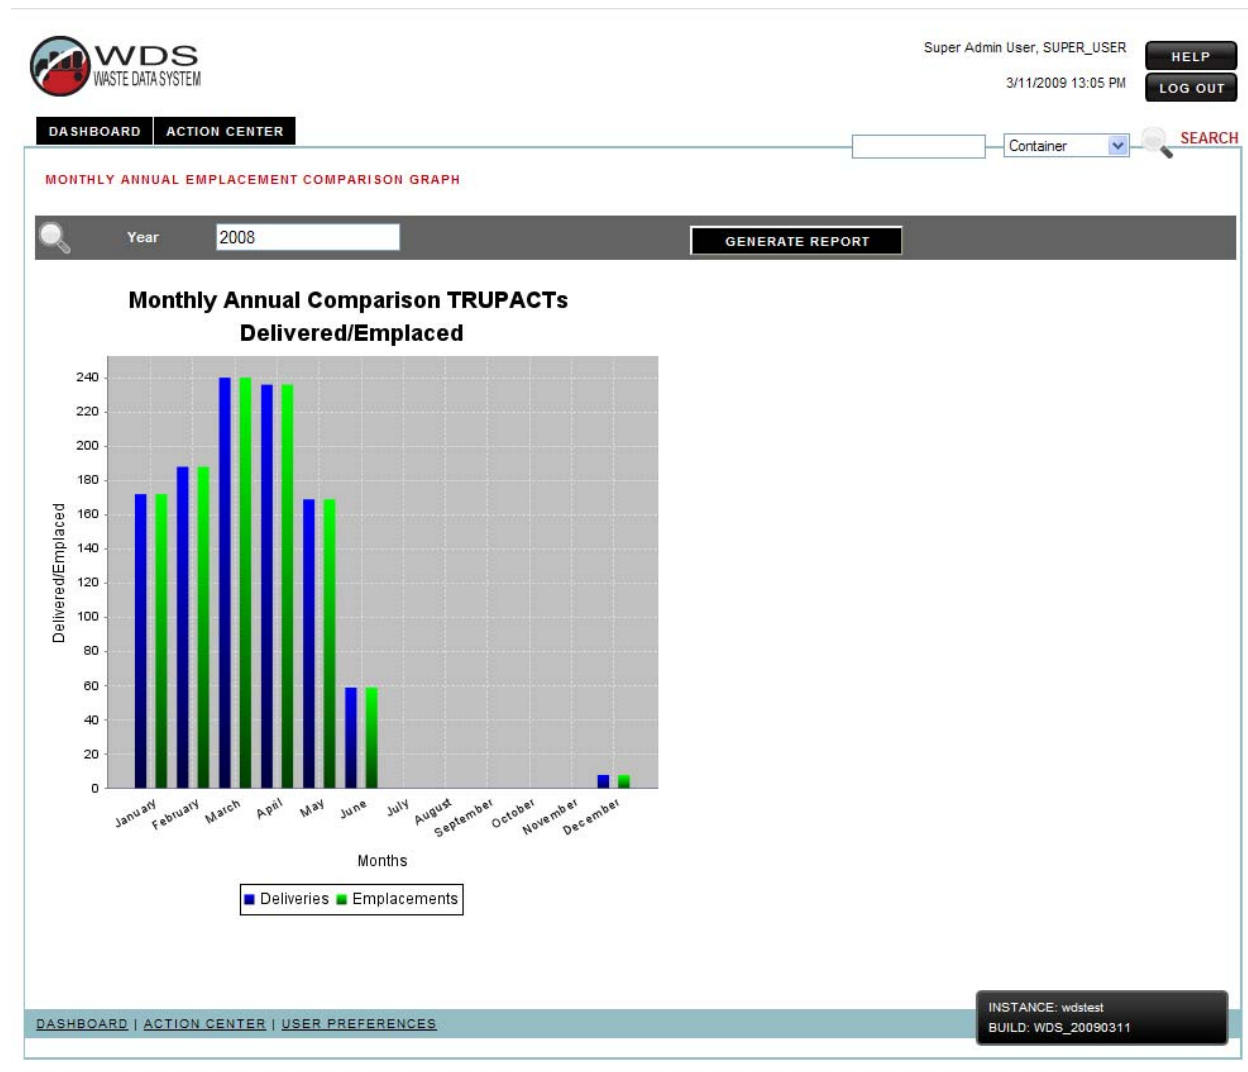 WDS
WASTE DATA SYSTEM
Super Admin User, SUPER_USER
3/11/2009 13:05 PM
HELP
LOG OUT
DASHBOARD ACTION CENTER
Container
SEARCH
MONTHLY ANNUAL EMPLACEMENT COMPARISON GRAPH
Year 2008 GENERATE REPORT
Monthly Annual Comparison TRUPACTs
Delivered/Emplaced
Delivered/Emplaced
240
220
200
180
160
140
120
100
80
60
40
20
0
January February March April May June July August September October November December
Months
Deliveries Emplacements
DASHBOARD | ACTION CENTER | USER PREFERENCES
INSTANCE: wdstest
BUILD: WDS_20090311